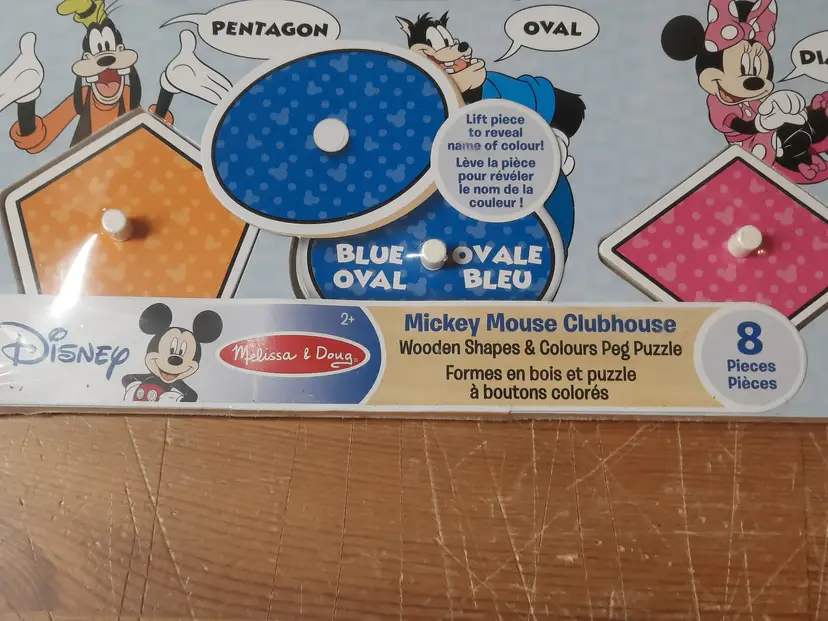 PENTAGON
OVAL
Lift piece
to reveal
name of colour!
Lève la pièce
pour révéler
le nom de la
couleur !
BLUE OVALE
OVAL BLEU
Disney
2+
Melissa & Doug®
Mickey Mouse Clubhouse
Wooden Shapes & Colours Peg Puzzle
Formes en bois et puzzle
à boutons colorés
8
Pieces
Pièces